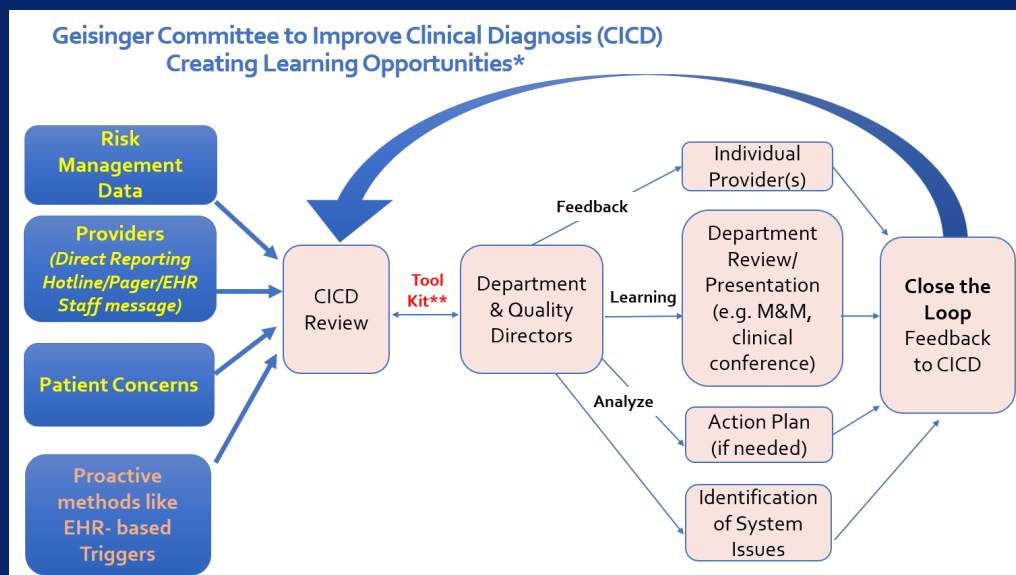 Geisinger Committee to Improve Clinical Diagnosis (CICD)
Creating Learning Opportunities*
Risk
Management
Data
Providers
(Direct Reporting
Hotline/Pager/EHR
Staff message)
Patient Concerns
Proactive
methods like
EHR- based
Triggers
CICD
Review
Tool
Kit**
Department
& Quality
Directors
Feedback
Learning
Analyze
Individual
Provider(s)
Department
Review/
Presentation
(e.g. M&M,
clinical
conference)
Action Plan
(if needed)
Identification
of System
Issues
Close the
Loop
Feedback
to CICD